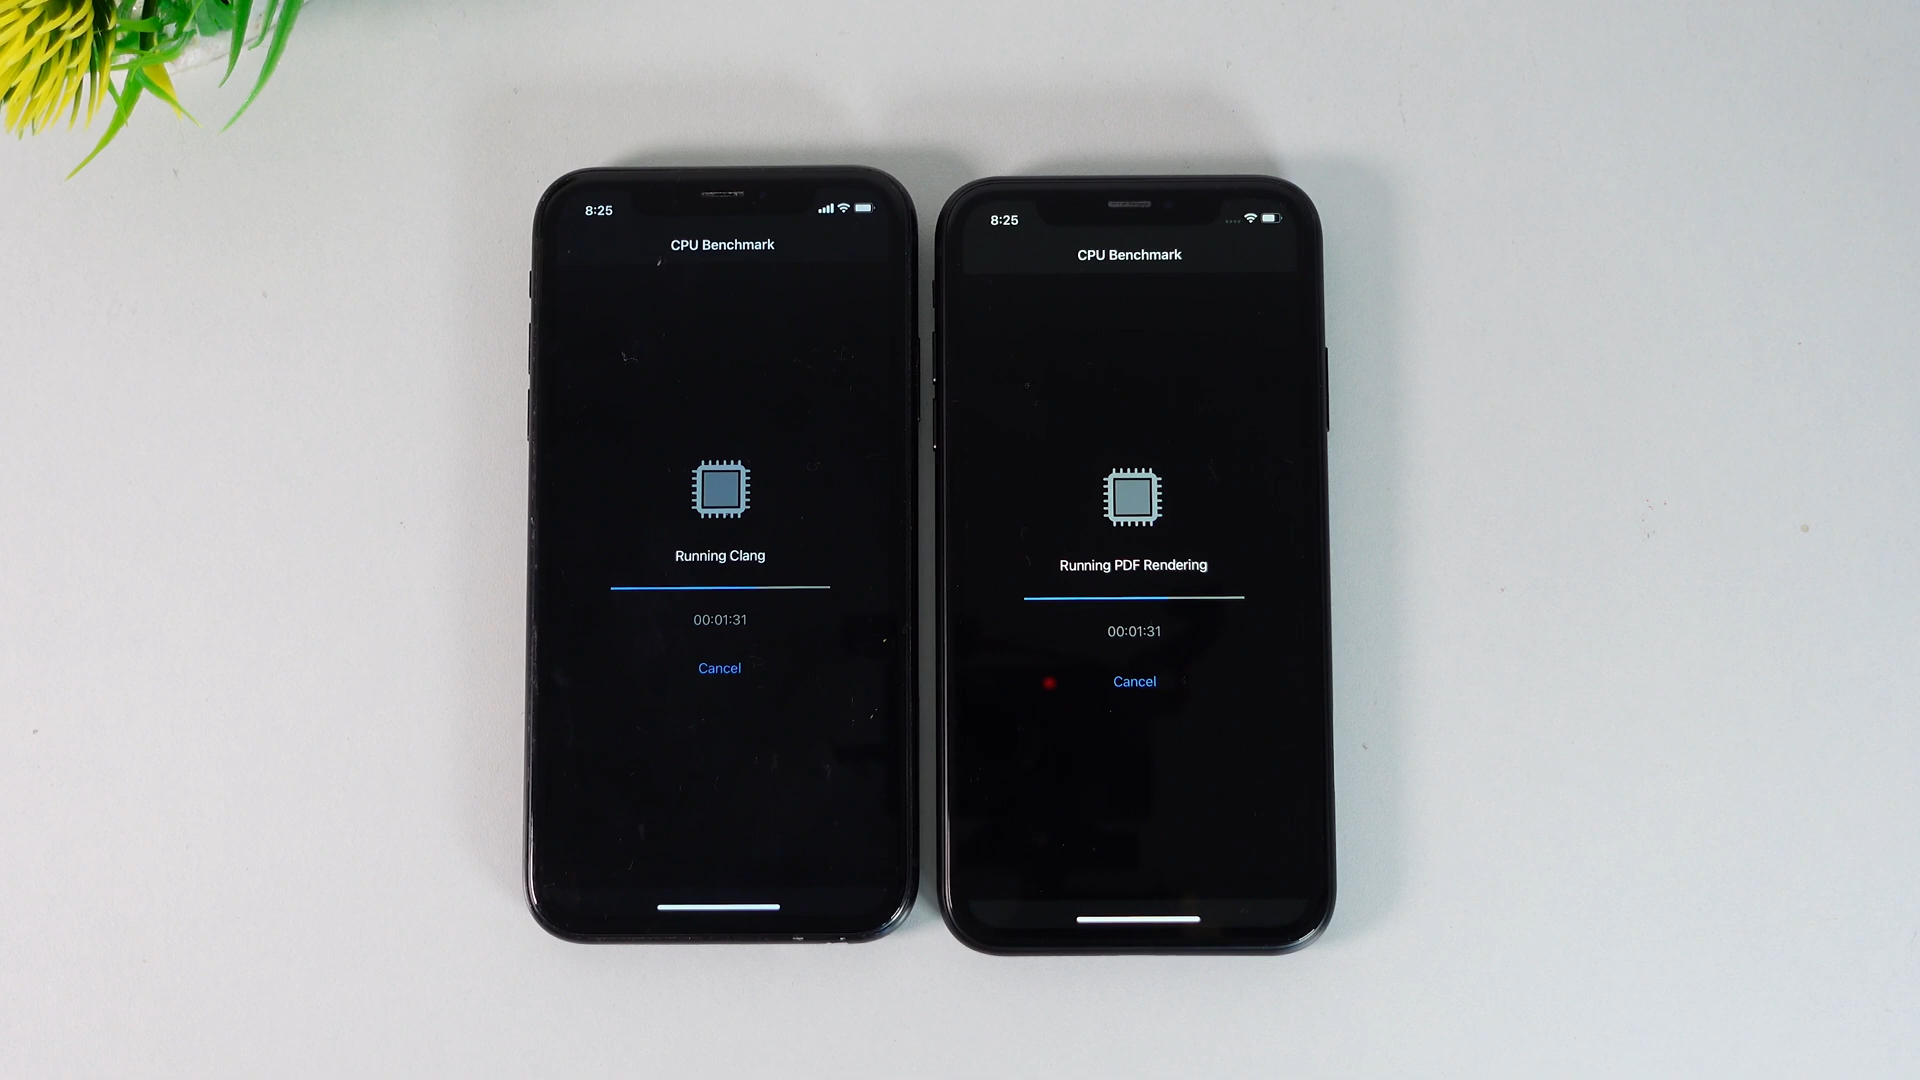 8:25
CPU Benchmark
Running Clang
00:01:31
Cancel
8:25
CPU Benchmark
Running PDF Rendering
00:01:31
Cancel